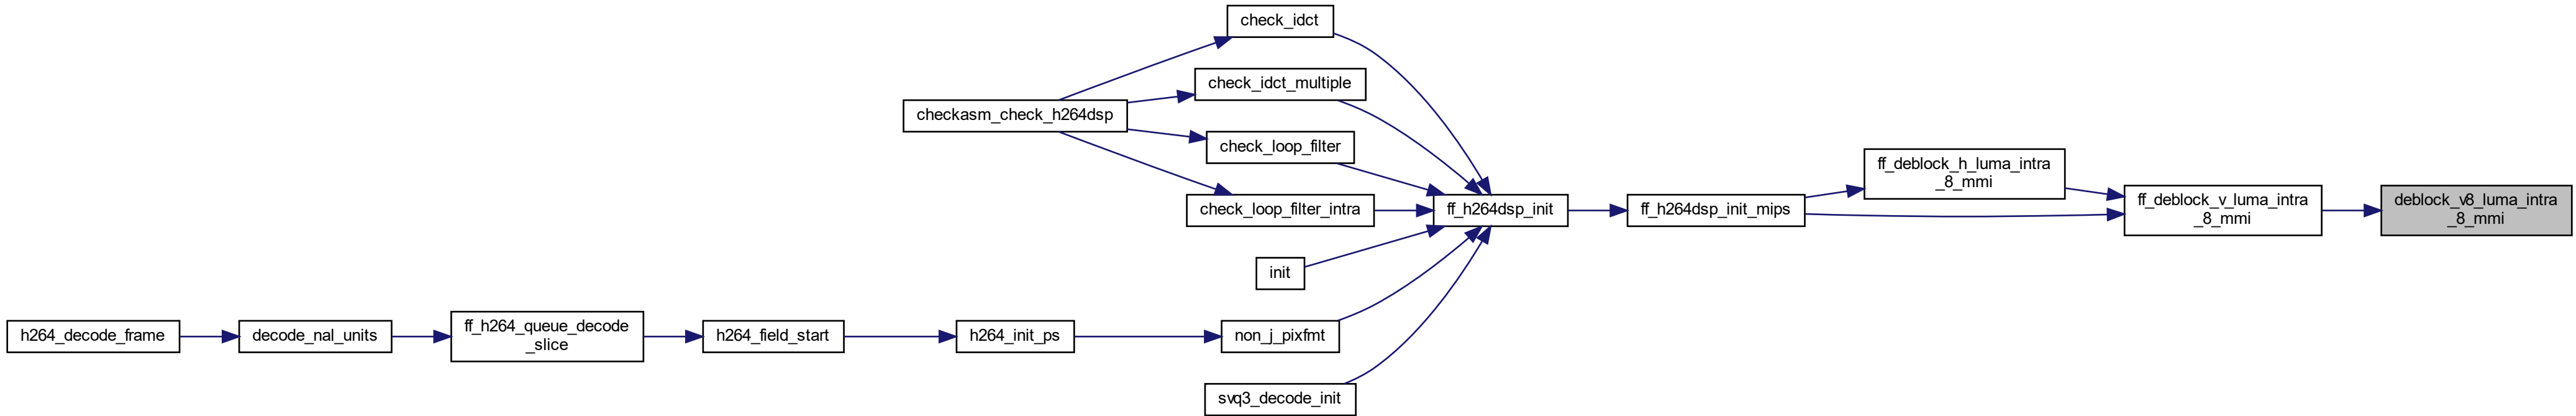 check_idct
check_idct_multiple
checkasm_check_h264dsp
check_loop_filter
ff_deblock_h_luma_intra
_8_mmi
check_loop_filter_intra
ff_h264dsp_init
ff_h264dsp_init_mips
ff_deblock_v_luma_intra
_8_mmi
deblock_v8_luma_intra
_8_mmi
init
h264_decode_frame
decode_nal_units
ff_h264_queue_decode
_slice
h264_field_start
h264_init_ps
non_j_pixfmt
svq3_decode_init